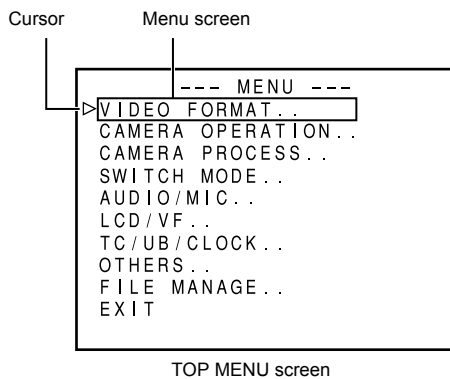 Cursor Menu screen
--- MENU ---
VIDEO FORMAT..
CAMERA OPERATION..
CAMERA PROCESS..
SWITCH MODE..
AUDIO/MIC..
LCD/VF..
TC/UB/CLOCK..
OTHERS..
FILE MANAGE..
EXIT
TOP MENU screen